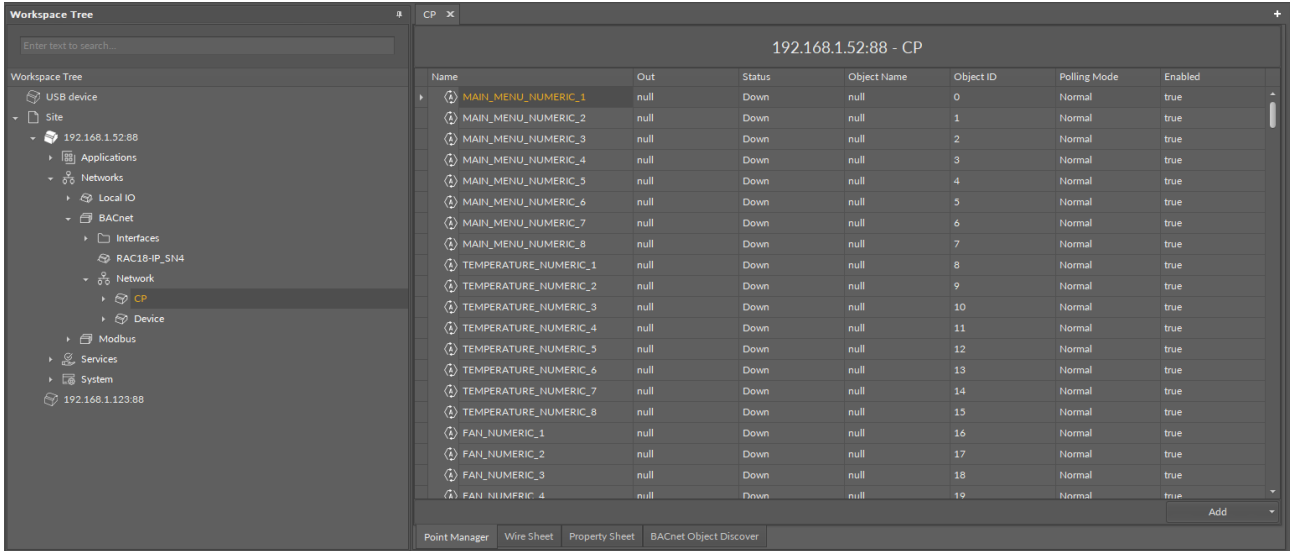 Workspace Tree
Enter text to search...
Workspace Tree
USB device
Site
192.168.1.52:88
Applications
Networks
Local IO
BACnet
Interfaces
RAC18-IP_SN4
Network
CP
Device
Modbus
Services
System
192.168.1.123:88
CP
192.168.1.52:88 - CP
Name Out Status Object Name Object ID Polling Mode Enabled
MAIN_MENU_NUMERIC_1 null Down null 0 Normal true
MAIN_MENU_NUMERIC_2 null Down null 1 Normal true
MAIN_MENU_NUMERIC_3 null Down null 2 Normal true
MAIN_MENU_NUMERIC_4 null Down null 3 Normal true
MAIN_MENU_NUMERIC_5 null Down null 4 Normal true
MAIN_MENU_NUMERIC_6 null Down null 5 Normal true
MAIN_MENU_NUMERIC_7 null Down null 6 Normal true
MAIN_MENU_NUMERIC_8 null Down null 7 Normal true
TEMPERATURE_NUMERIC_1 null Down null 8 Normal true
TEMPERATURE_NUMERIC_2 null Down null 9 Normal true
TEMPERATURE_NUMERIC_3 null Down null 10 Normal true
TEMPERATURE_NUMERIC_4 null Down null 11 Normal true
TEMPERATURE_NUMERIC_5 null Down null 12 Normal true
TEMPERATURE_NUMERIC_6 null Down null 13 Normal true
TEMPERATURE_NUMERIC_7 null Down null 14 Normal true
TEMPERATURE_NUMERIC_8 null Down null 15 Normal true
FAN_NUMERIC_1 null Down null 16 Normal true
FAN_NUMERIC_2 null Down null 17 Normal true
FAN_NUMERIC_3 null Down null 18 Normal true
FAN_NUMERIC_4 null Down null 19 Normal true
Add
Point Manager Wire Sheet Property Sheet BACnet Object Discover